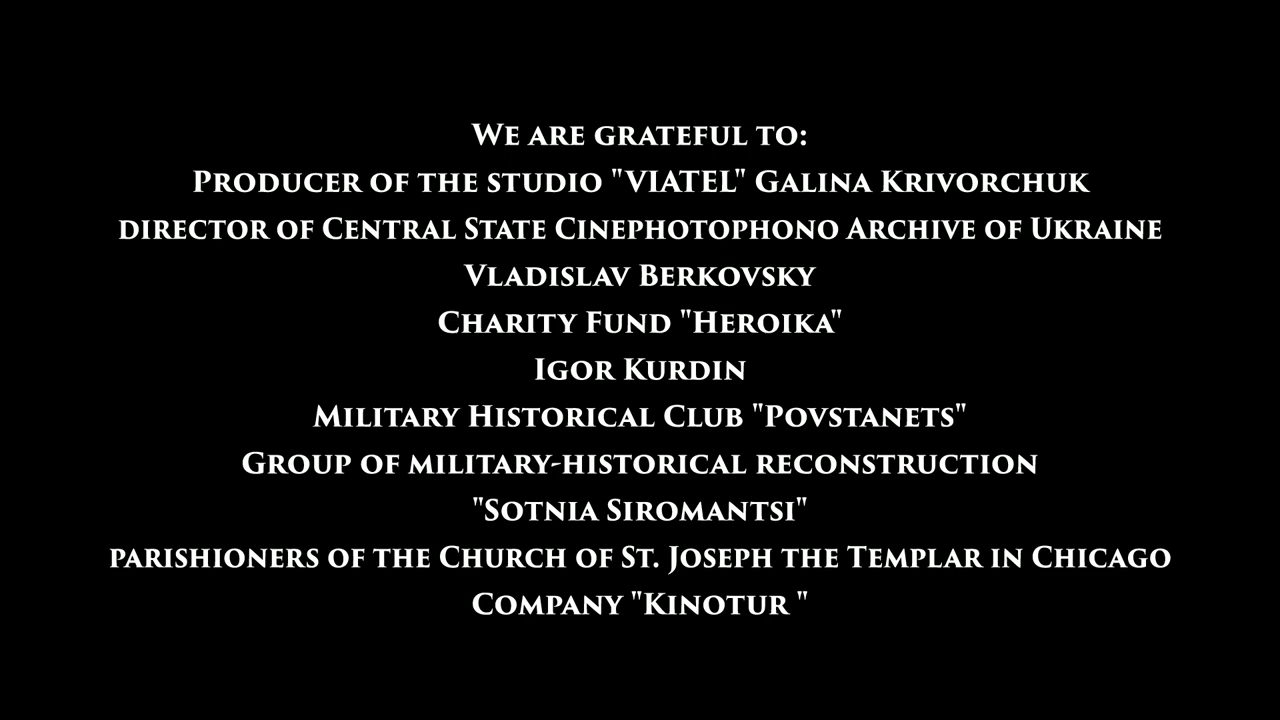 We are grateful to:
Producer of the studio "VIATEL" Galina Krivorchuk
director of Central State Cinephotophono Archive of Ukraine
Vladislav Berkovsky
Charity Fund "Heroika"
Igor Kurdin
Military Historical Club "Povstanets"
Group of military-historical reconstruction
"Sotnia Siromantsi"
parishioners of the Church of St. Joseph the Templar in Chicago
Company "Kinotur "